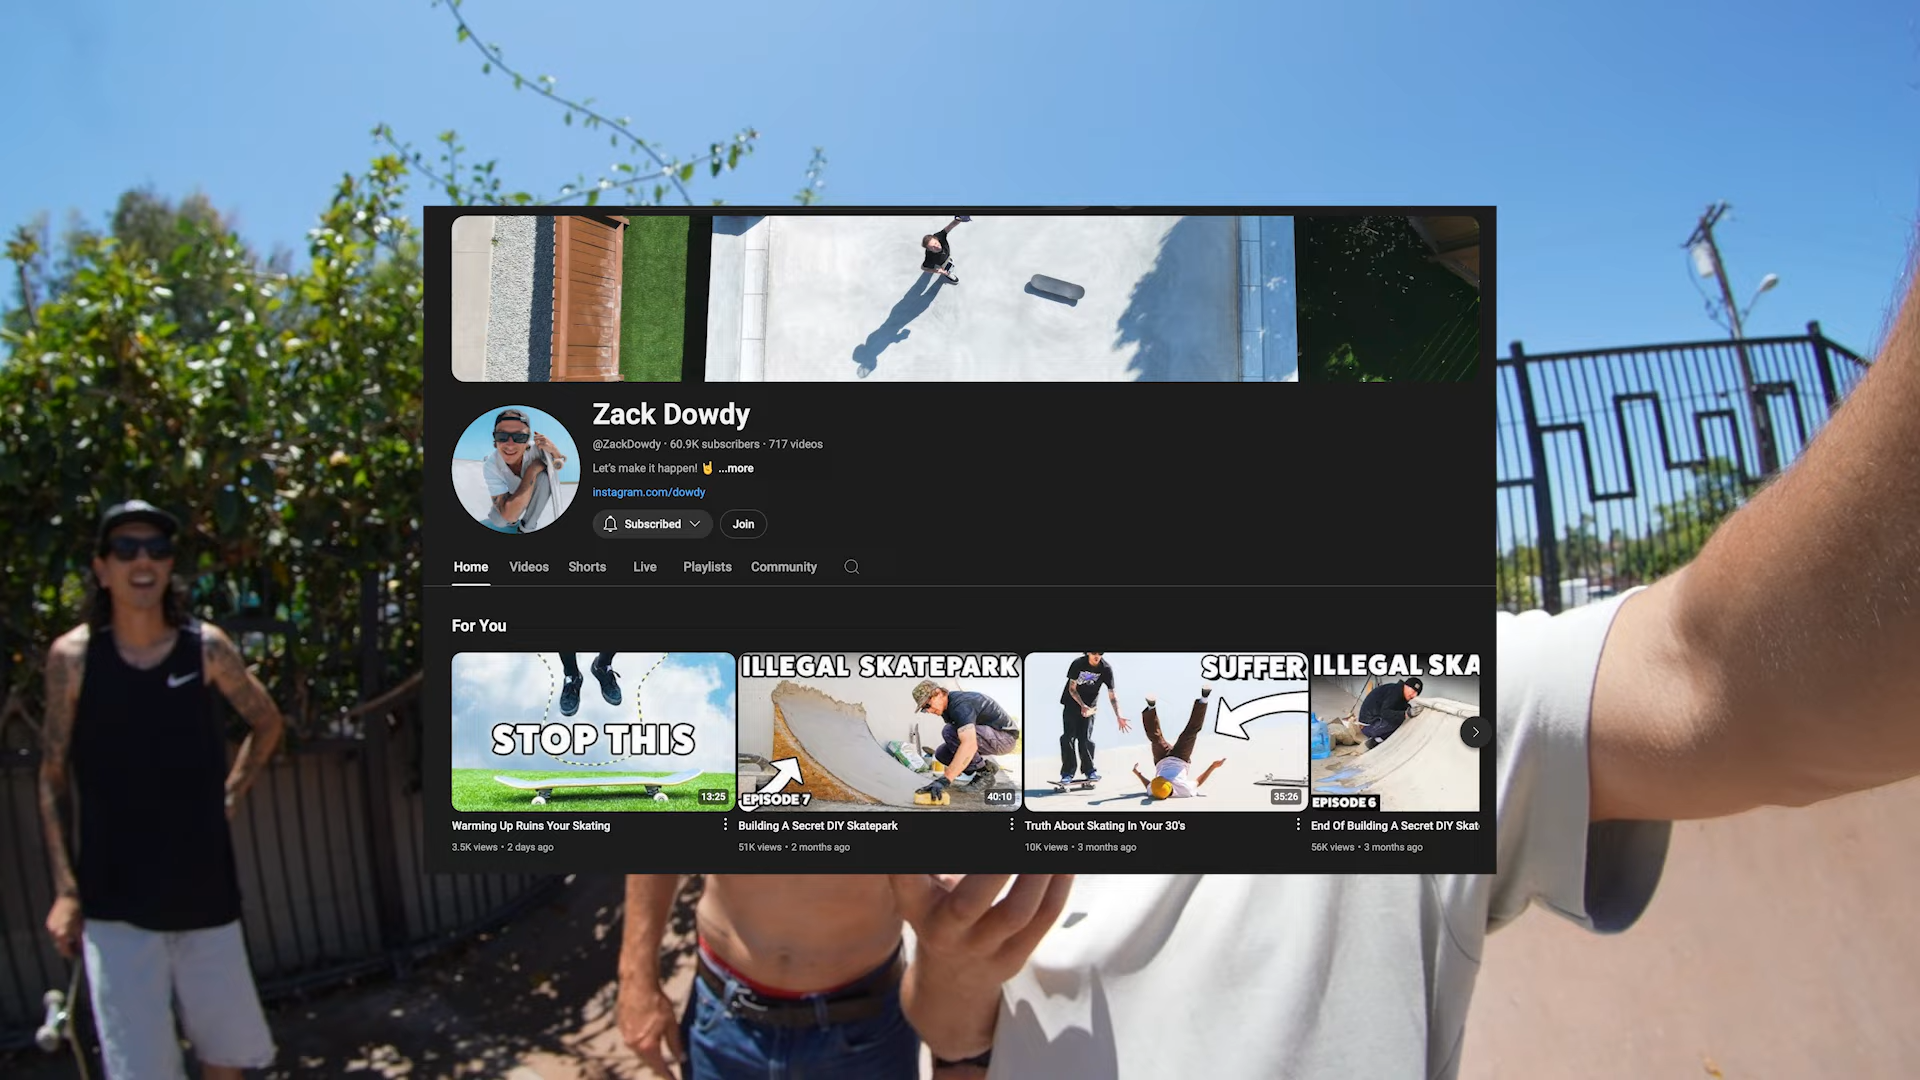 Zack Dowdy
@ZackDowdy · 60.9K subscribers · 717 videos
Let's make it happen! 🤘 ...more
instagram.com/dowdy
Subscribed
Join
Home Videos Shorts Live Playlists Community
For You
STOP THIS
13:25
ILLEGAL SKATEPARK
EPISODE 7
40:10
SUFFER
35:26
ILLEGAL SKA
EPISODE 6
Warming Up Ruins Your Skating
3.5K views • 2 days ago
Building A Secret DIY Skatepark
51K views • 2 months ago
Truth About Skating In Your 30's
10K views • 3 months ago
End Of Building A Secret DIY Skat
56K views • 3 months ago